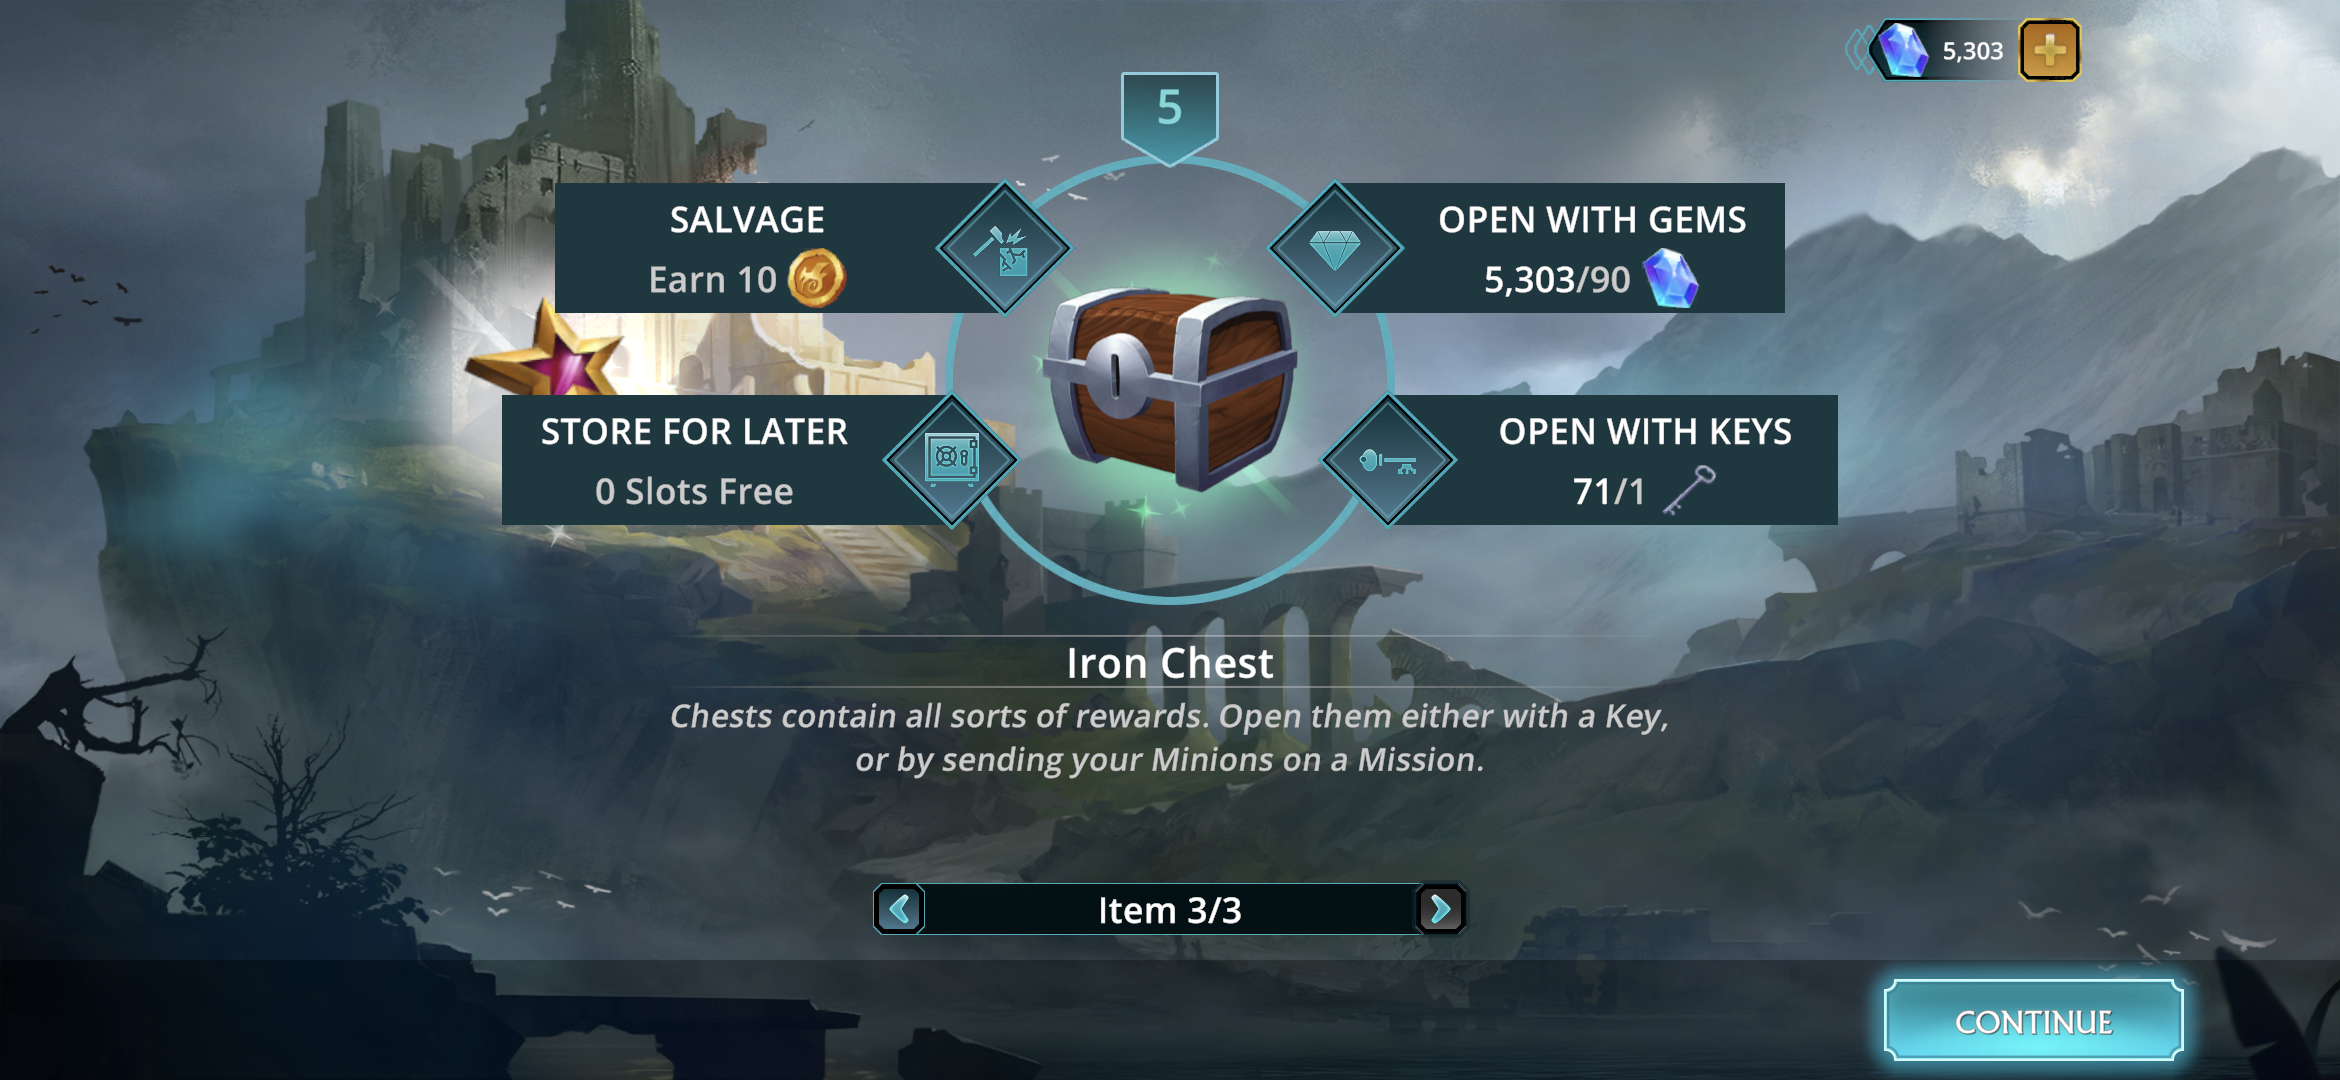 5,303
5
SALVAGE
Earn 10
OPEN WITH GEMS
5,303/90
STORE FOR LATER
0 Slots Free
OPEN WITH KEYS
71/1
Iron Chest
Chests contain all sorts of rewards. Open them either with a Key,
or by sending your Minions on a Mission.
Item 3/3
CONTINUE